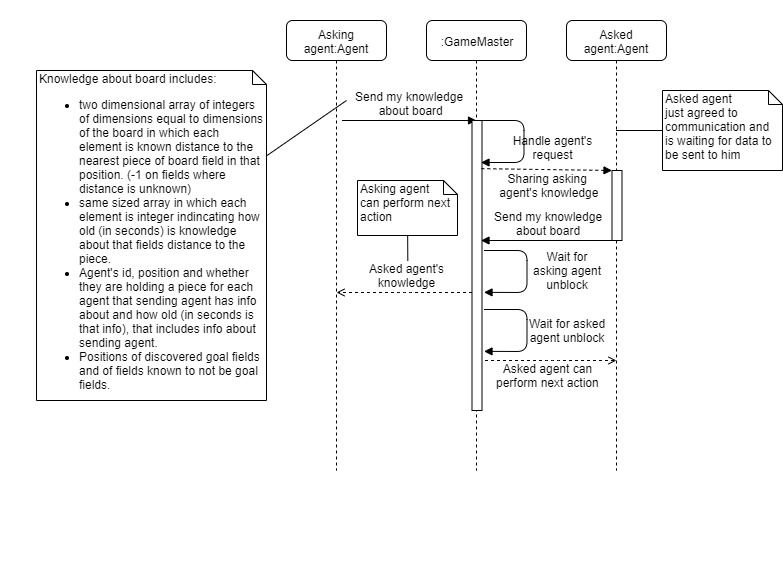 Asking
agent:Agent
:GameMaster
Asked
agent:Agent
Knowledge about board includes:
two dimensional array of integers
of dimensions equal to dimensions
of the board in which each
element is known distance to the
nearest piece of board field in that
position. (-1 on fields where
distance is unknown)
same sized array in which each
element is integer indincating how
old (in seconds) is knowledge
about that fields distance to the
piece.
Agent's id, position and whether
they are holding a piece for each
agent that sending agent has info
about and how old (in seconds is
that info), that includes info about
sending agent.
Positions of discovered goal fields
and of fields known to not be goal
fields.
Send my knowledge
about board
Handle agent's
request
Asked agent
just agreed to
communication and
is waiting for data to
be sent to him
Sharing asking
agent's knowledge
Asking agent
can perform next
action
Send my knowledge
about board
Wait for
asking agent
unblock
Asked agent's
knowledge
Wait for asked
agent unblock
Asked agent can
perform next action